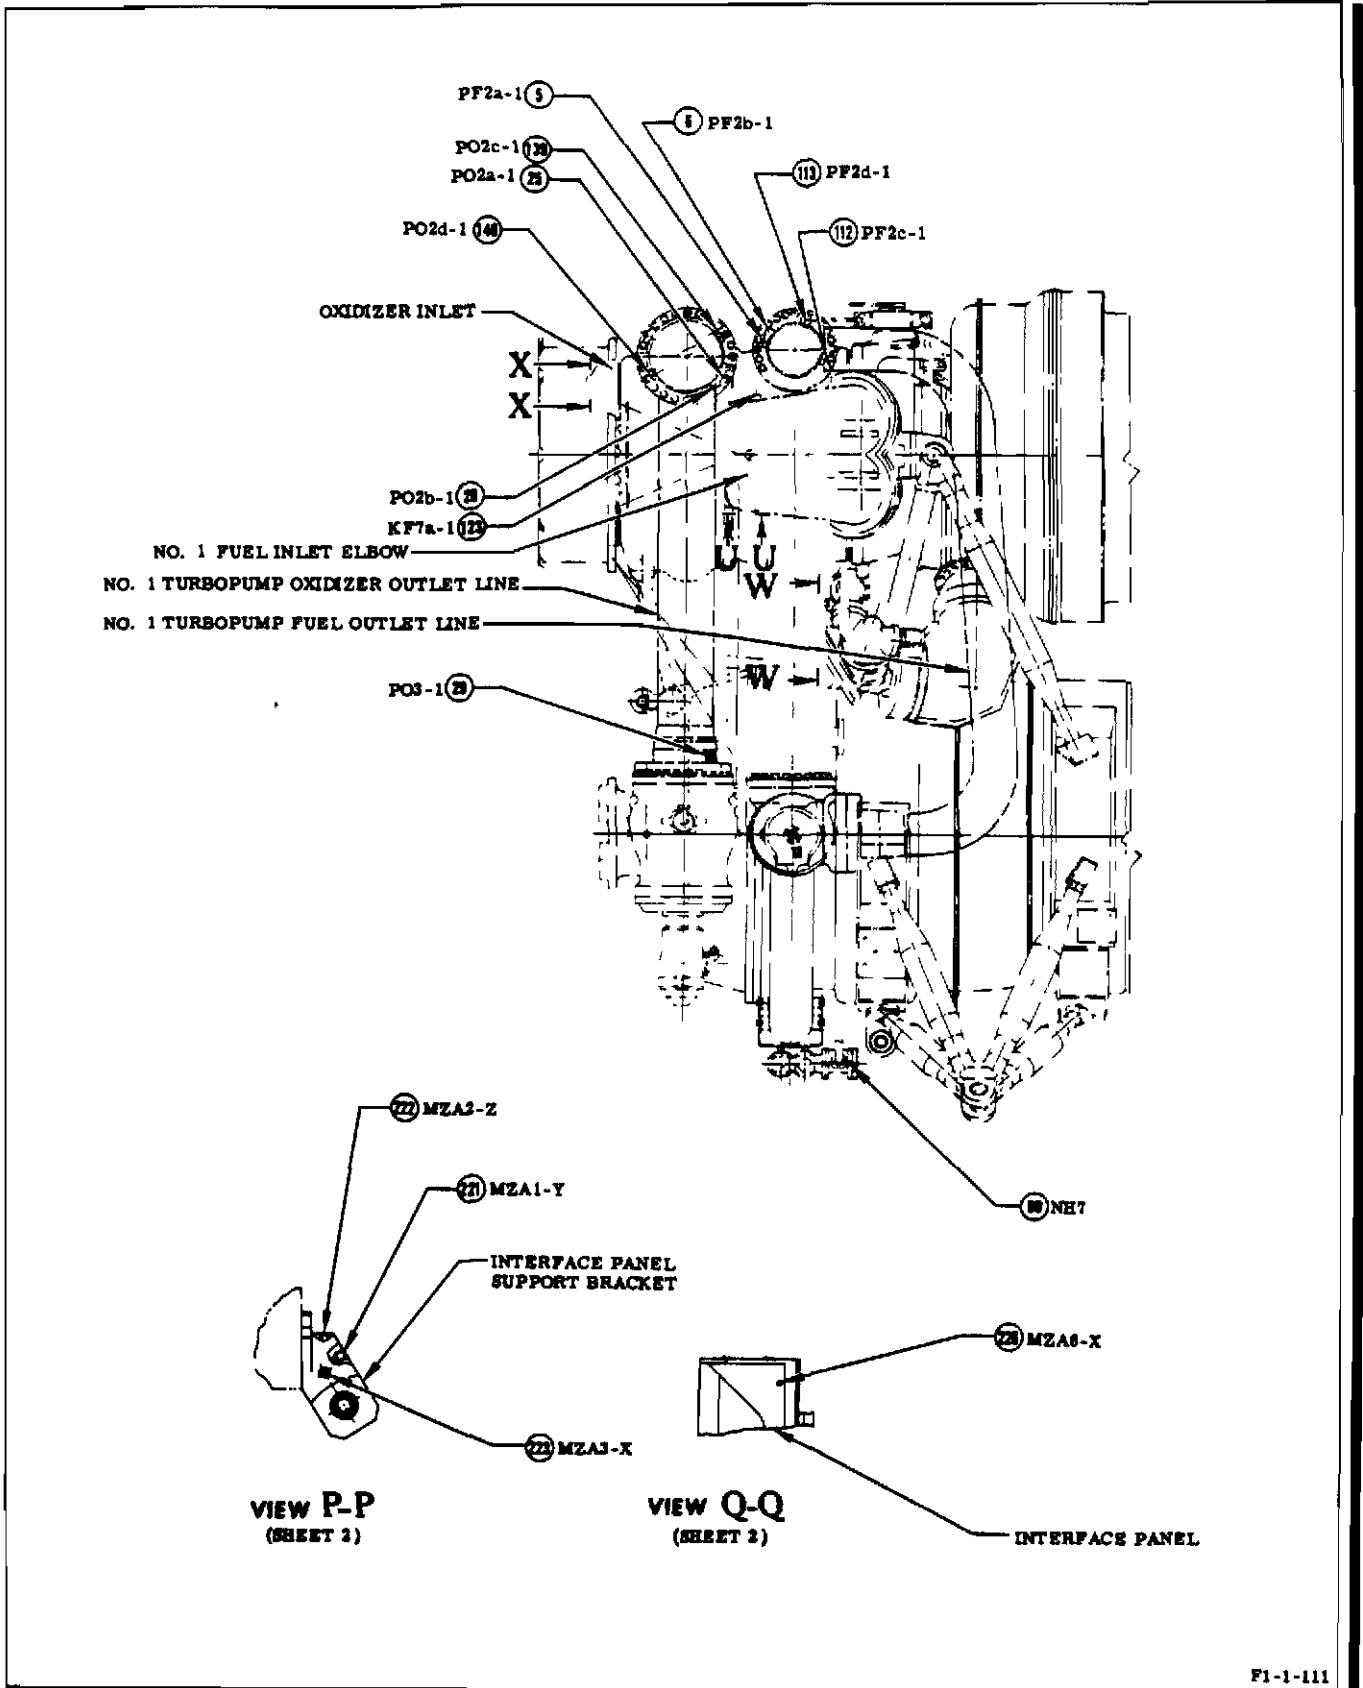 PF2a-1 5
PF2b-1
PO2c-1 139
PO2a-1 25
113 PF2d-1
PO2d-1 140
112 PF2c-1
OXIDIZER INLET
X
X
PO2b-1
KF7a-1 123
NO. 1 FUEL INLET ELBOW
U U
NO. 1 TURBOPUMP OXIDIZER OUTLET LINE
W
NO. 1 TURBOPUMP FUEL OUTLET LINE
W
PO3-1
222 MZA2-Z
221 MZA1-Y
NH7
INTERFACE PANEL
SUPPORT BRACKET
MZA6-X
223 MZA3-X
VIEW P-P
(SHEET 2)
VIEW Q-Q
(SHEET 2)
INTERFACE PANEL
F1-1-111